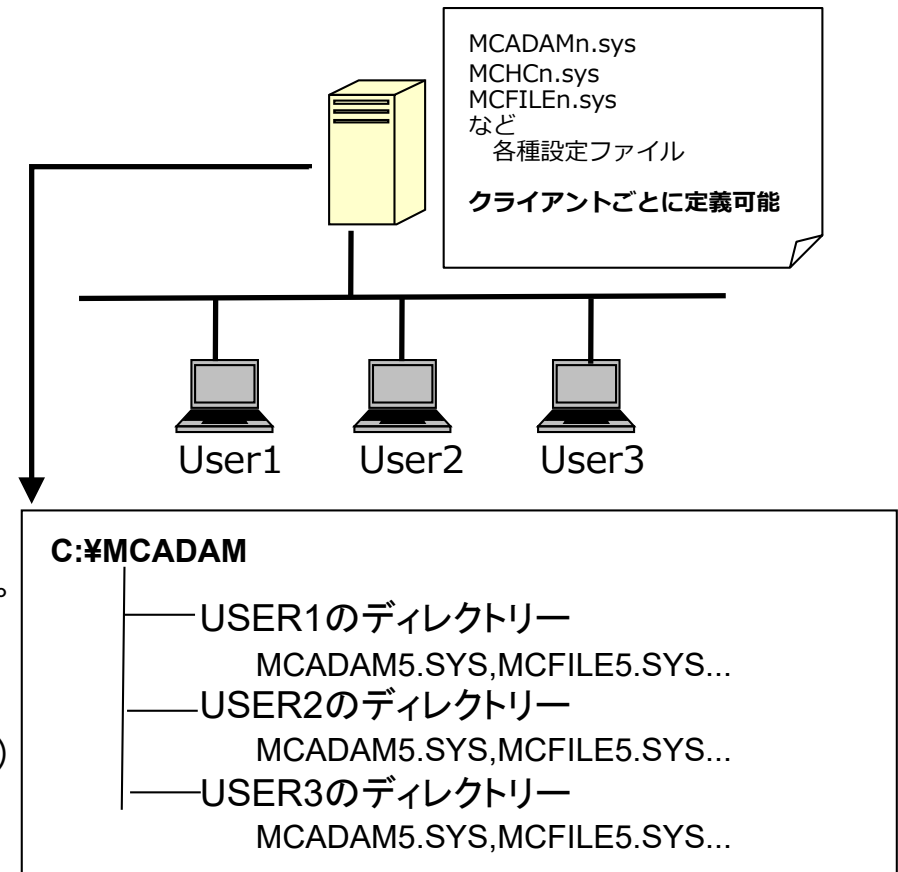 MCADAMn.sys
MCHCn.sys
MCFILEn.sys
など
各種設定ファイル
クライアントごとに定義可能
User1 User2 User3
C:¥MCADAM
。
USER1のディレクトリー
MCADAM5.SYS,MCFILE5.SYS...
USER2のディレクトリー
)
MCADAM5.SYS,MCFILE5.SYS...
USER3のディレクトリー
MCADAM5.SYS,MCFILE5.SYS...